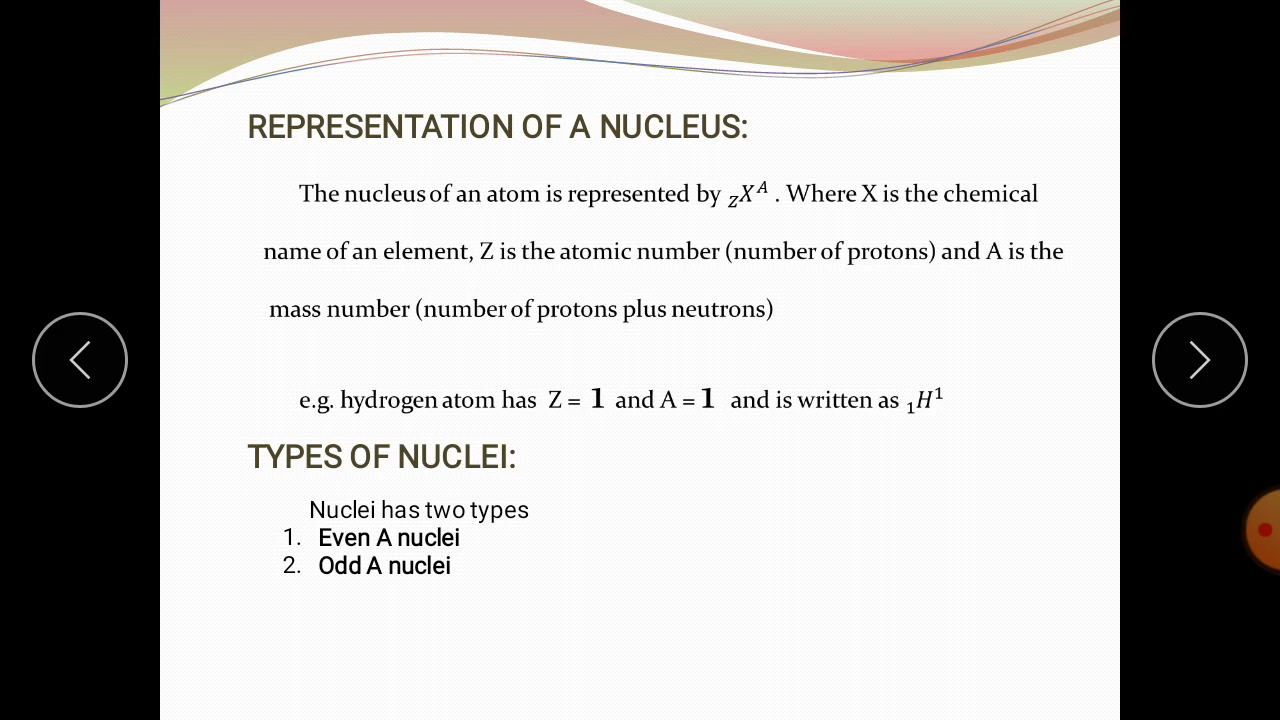 REPRESENTATION OF A NUCLEUS:
The nucleus of an atom is represented by ZX^A . Where X is the chemical
name of an element, Z is the atomic number (number of protons) and A is the
mass number (number of protons plus neutrons)
e.g. hydrogen atom has Z = 1 and A = 1 and is written as ₁H¹
TYPES OF NUCLEI:
Nuclei has two types
1. Even A nuclei
2. Odd A nuclei